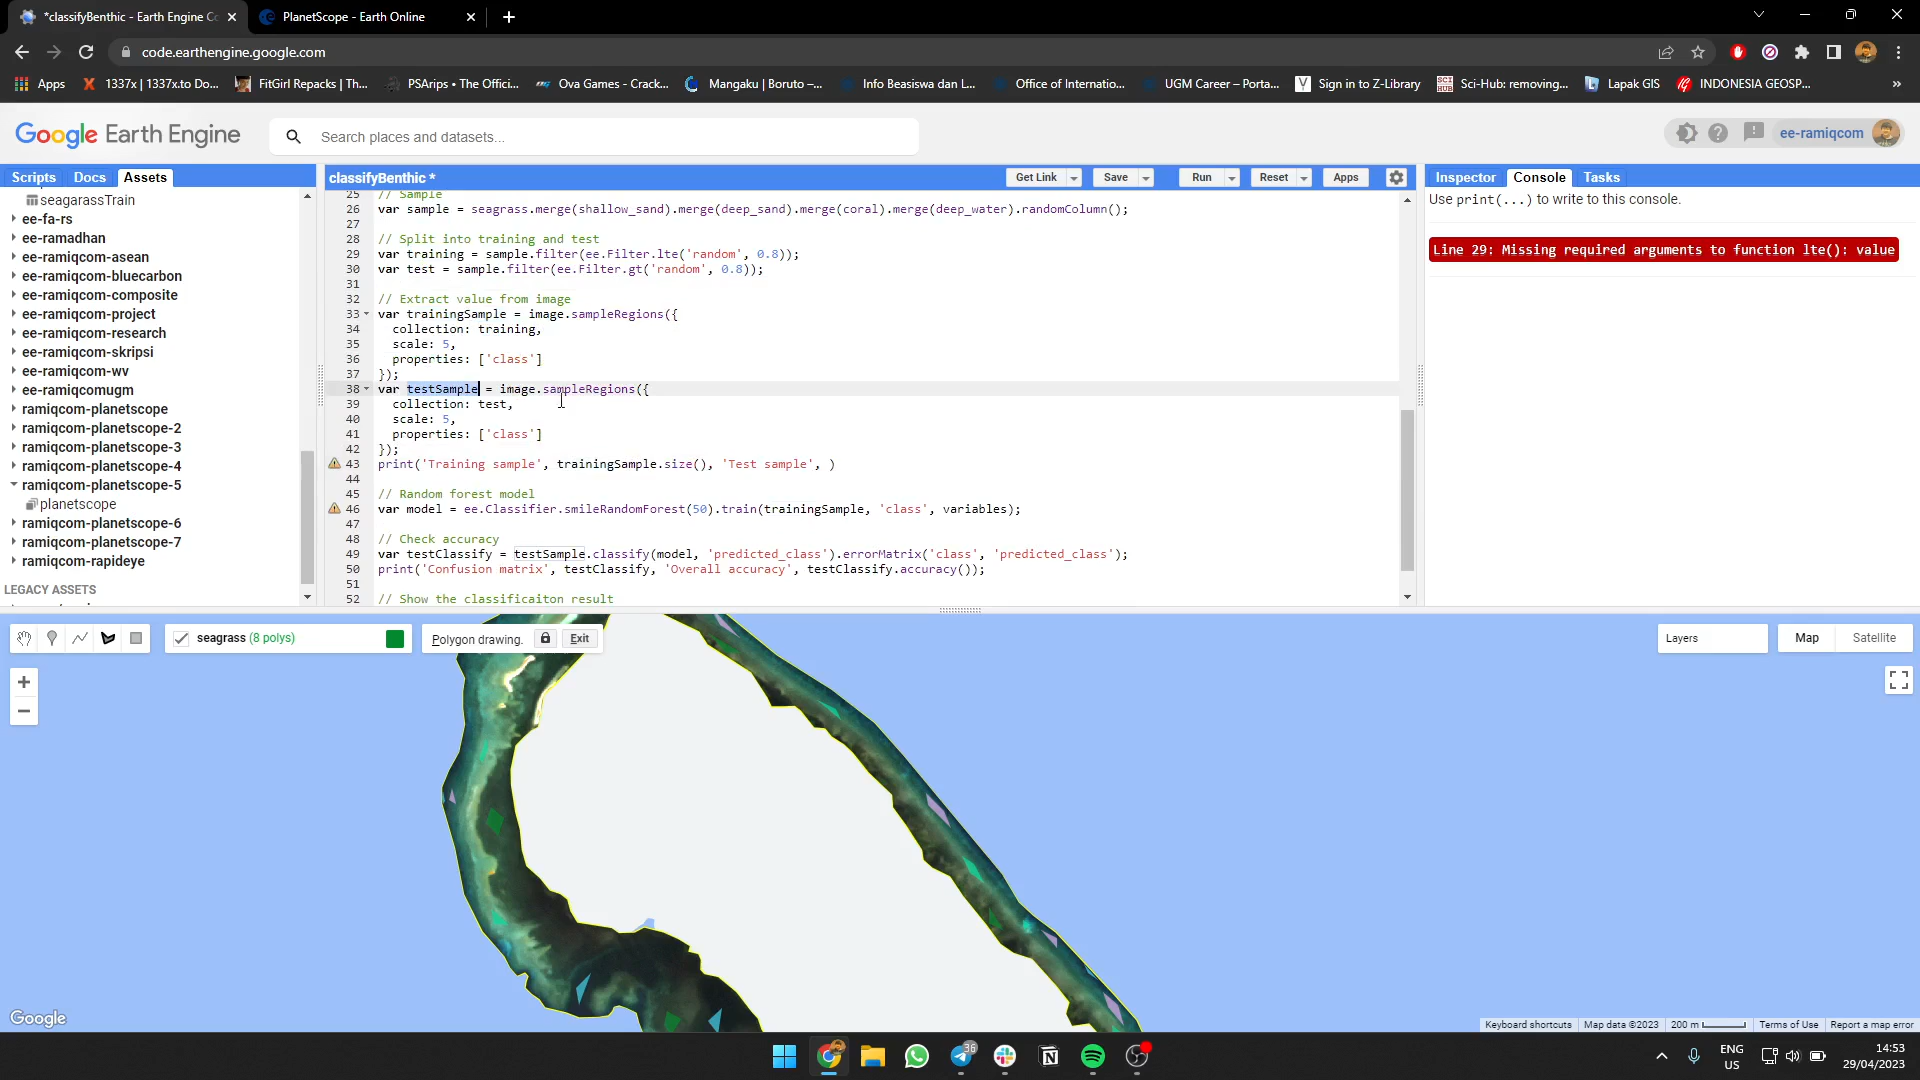 *classifyBenthic - Earth Engine Co
PlanetScope - Earth Online
code.earthengine.google.com
Apps
1337x | 1337x.to Do...
FitGirl Repacks | Th...
PSArips • The Offici...
Ova Games - Crack...
Mangaku | Boruto –...
Info Beasiswa dan L...
Office of Internatio...
UGM Career – Porta...
Sign in to Z-Library
Sci-Hub: removing...
Lapak GIS
INDONESIA GEOSP...
Google Earth Engine
Search places and datasets...
ee-ramiqcom
Scripts
Docs
Assets
seagarassTrain
ee-fa-rs
ee-ramadhan
ee-ramiqcom-asean
ee-ramiqcom-bluecarbon
ee-ramiqcom-composite
ee-ramiqcom-project
ee-ramiqcom-research
ee-ramiqcom-skripsi
ee-ramiqcom-wv
ee-ramiqcomugm
ramiqcom-planetscope
ramiqcom-planetscope-2
ramiqcom-planetscope-3
ramiqcom-planetscope-4
ramiqcom-planetscope-5
planetscope
ramiqcom-planetscope-6
ramiqcom-planetscope-7
ramiqcom-rapideye
LEGACY ASSETS
classifyBenthic *
Get Link
Save
Run
Reset
Apps
25 // Sample
26 var sample = seagrass.merge(shallow_sand).merge(deep_sand).merge(coral).merge(deep_water).randomColumn();
27
28 // Split into training and test
29 var training = sample.filter(ee.Filter.lte('random', 0.8));
30 var test = sample.filter(ee.Filter.gt('random', 0.8));
31
32 // Extract value from image
33 var trainingSample = image.sampleRegions({
34 collection: training,
35 scale: 5,
36 properties: ['class']
37 });
38 var testSample = image.sampleRegions({
39 collection: test,
40 scale: 5,
41 properties: ['class']
42 });
43 print('Training sample', trainingSample.size(), 'Test sample', )
44
45 // Random forest model
46 var model = ee.Classifier.smileRandomForest(50).train(trainingSample, 'class', variables);
47
48 // Check accuracy
49 var testClassify = testSample.classify(model, 'predicted_class').errorMatrix('class', 'predicted_class');
50 print('Confusion matrix', testClassify, 'Overall accuracy', testClassify.accuracy());
51
52 // Show the classificaiton result
Inspector
Console
Tasks
Use print(...) to write to this console.
Line 29: Missing required arguments to function lte(): value
seagrass (8 polys)
Polygon drawing.
Exit
Layers
Map
Satellite
Google
Keyboard shortcuts
Map data ©2023
200 m
Terms of Use
Report a map error
36
ENG
US
14:53
29/04/2023